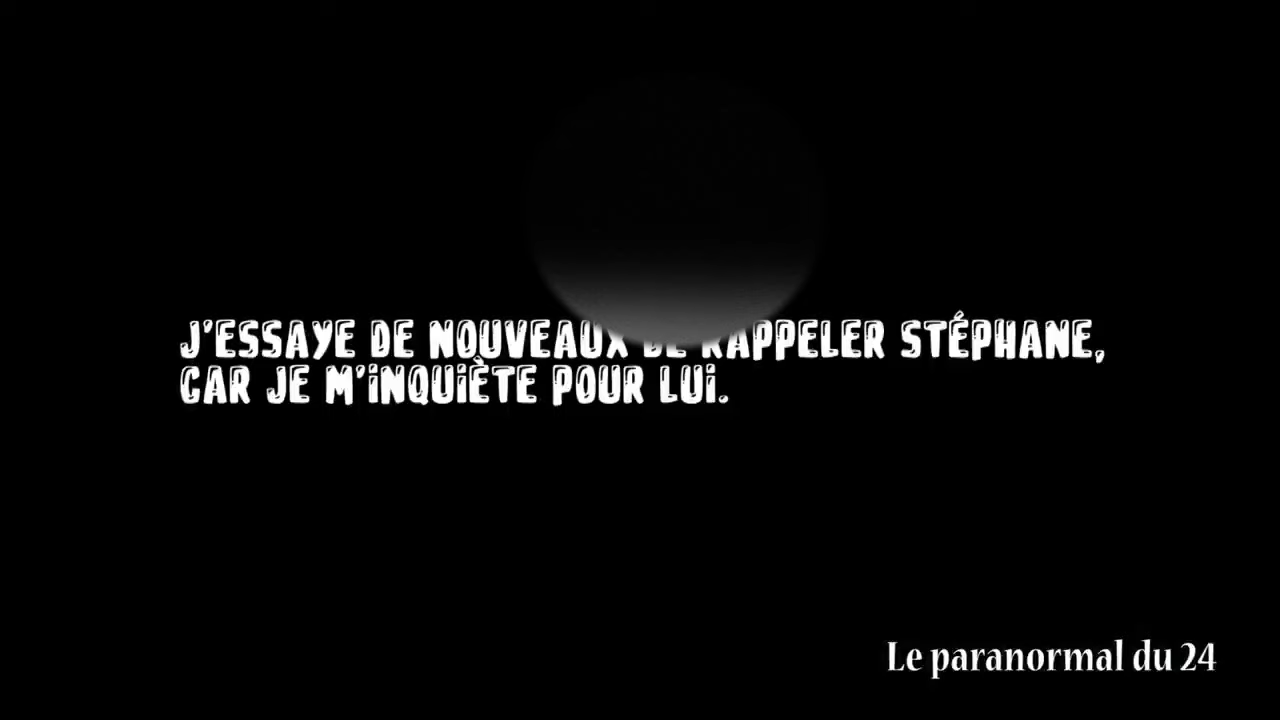 J'ESSAYE DE NOUVEAUX DE RAPPELER STÉPHANE,
CAR JE M'INQUIÈTE POUR LUI.
Le paranormal du 24